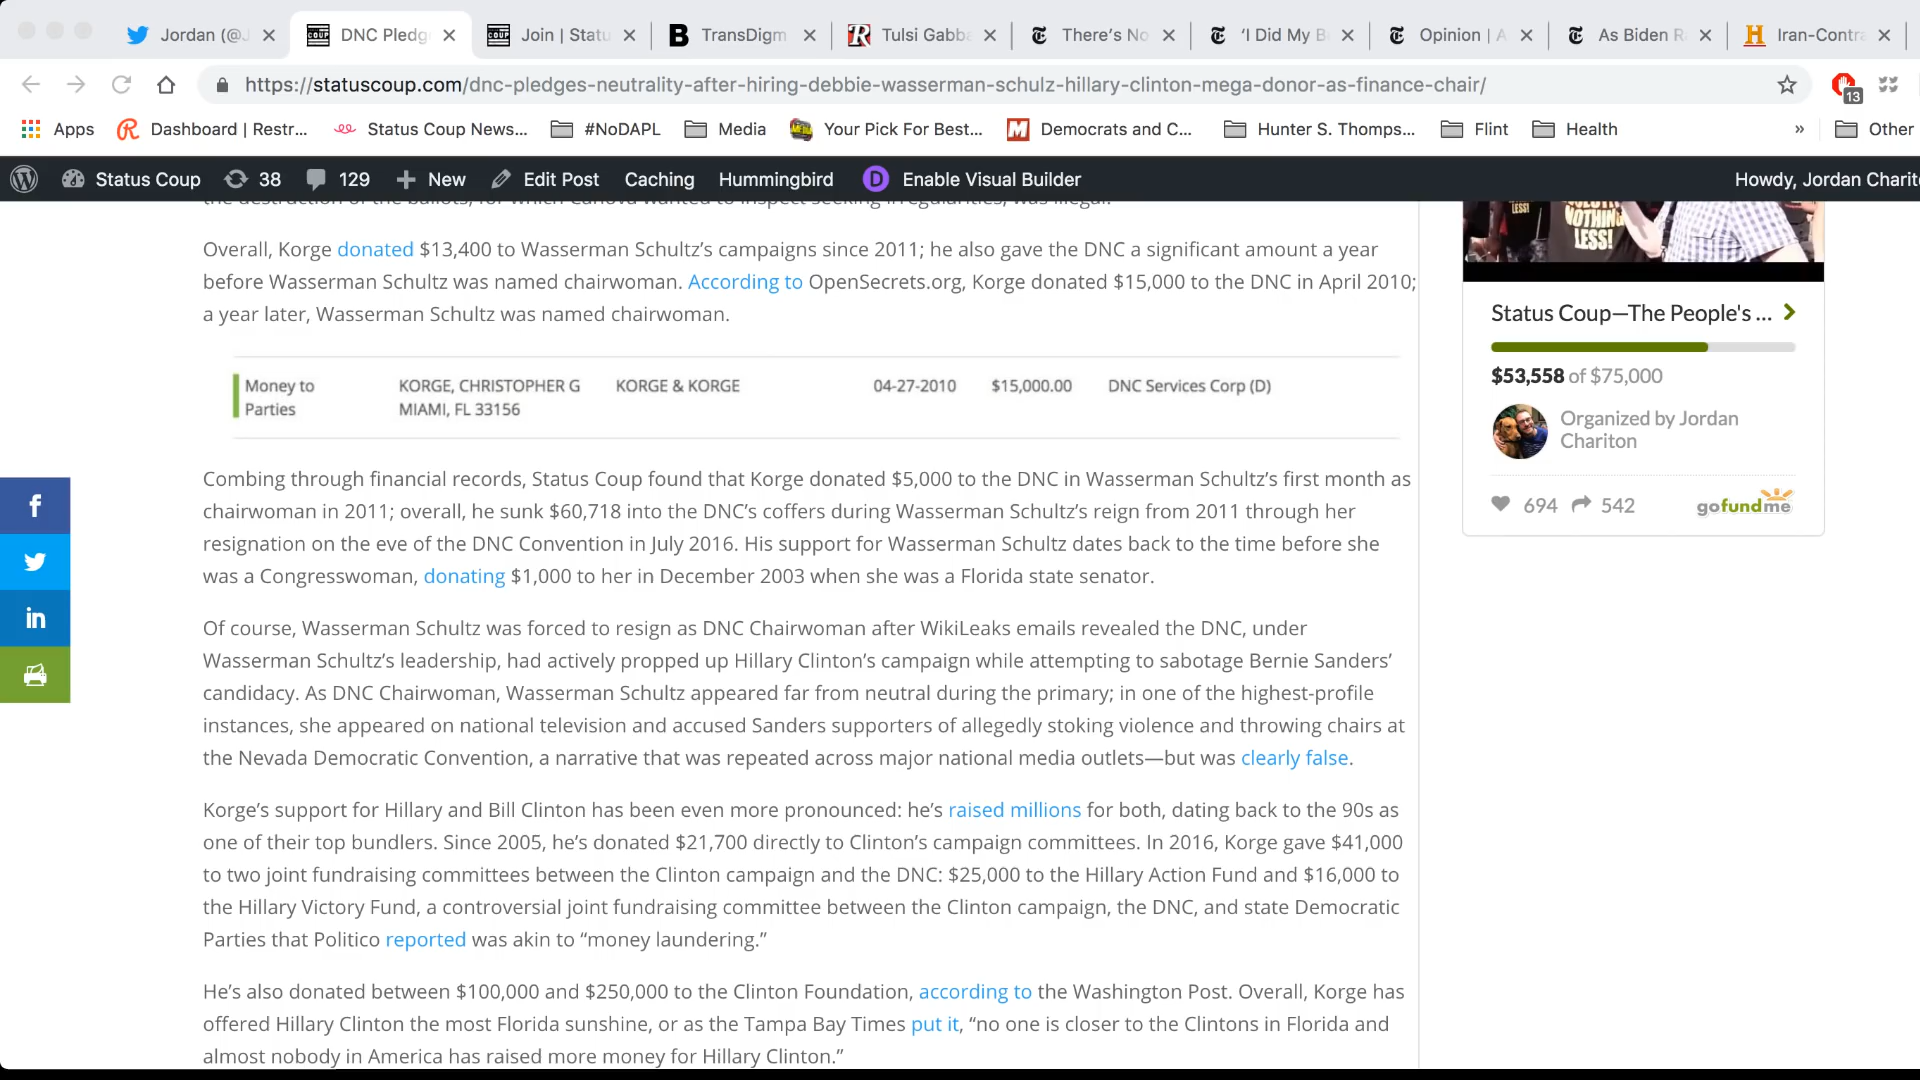 Jordan (@J
DNC Pledg
Join | Statu
TransDigm
Tulsi Gabba
There's No
'I Did My B
Opinion | A
As Biden R
Iran-Contra
https://statuscoup.com/dnc-pledges-neutrality-after-hiring-debbie-wasserman-schulz-hillary-clinton-mega-donor-as-finance-chair/
13
Apps
Dashboard | Restr...
Status Coup News...
#NoDAPL
Media
Your Pick For Best...
Democrats and C...
Hunter S. Thomps...
Flint
Health
»
Other
Status Coup
38
129
New
Edit Post
Caching
Hummingbird
Enable Visual Builder
Howdy, Jordan Charit
the destruction of the ballots, for which Canova wanted to inspect seeking irregularities, was illegal.
Overall, Korge donated $13,400 to Wasserman Schultz's campaigns since 2011; he also gave the DNC a significant amount a year
before Wasserman Schultz was named chairwoman. According to OpenSecrets.org, Korge donated $15,000 to the DNC in April 2010;
a year later, Wasserman Schultz was named chairwoman.
Money to Parties
KORGE, CHRISTOPHER G
MIAMI, FL 33156
KORGE & KORGE
04-27-2010
$15,000.00
DNC Services Corp (D)
Combing through financial records, Status Coup found that Korge donated $5,000 to the DNC in Wasserman Schultz's first month as
chairwoman in 2011; overall, he sunk $60,718 into the DNC's coffers during Wasserman Schultz's reign from 2011 through her
resignation on the eve of the DNC Convention in July 2016. His support for Wasserman Schultz dates back to the time before she
was a Congresswoman, donating $1,000 to her in December 2003 when she was a Florida state senator.
Of course, Wasserman Schultz was forced to resign as DNC Chairwoman after WikiLeaks emails revealed the DNC, under
Wasserman Schultz's leadership, had actively propped up Hillary Clinton's campaign while attempting to sabotage Bernie Sanders'
candidacy. As DNC Chairwoman, Wasserman Schultz appeared far from neutral during the primary; in one of the highest-profile
instances, she appeared on national television and accused Sanders supporters of allegedly stoking violence and throwing chairs at
the Nevada Democratic Convention, a narrative that was repeated across major national media outlets—but was clearly false.
Korge's support for Hillary and Bill Clinton has been even more pronounced: he's raised millions for both, dating back to the 90s as
one of their top bundlers. Since 2005, he's donated $21,700 directly to Clinton's campaign committees. In 2016, Korge gave $41,000
to two joint fundraising committees between the Clinton campaign and the DNC: $25,000 to the Hillary Action Fund and $16,000 to
the Hillary Victory Fund, a controversial joint fundraising committee between the Clinton campaign, the DNC, and state Democratic
Parties that Politico reported was akin to “money laundering.”
He's also donated between $100,000 and $250,000 to the Clinton Foundation, according to the Washington Post. Overall, Korge has
offered Hillary Clinton the most Florida sunshine, or as the Tampa Bay Times put it, “no one is closer to the Clintons in Florida and
almost nobody in America has raised more money for Hillary Clinton.”
LESS!
NOTHING
LESS!
Status Coup—The People's ...
$53,558 of $75,000
Organized by Jordan
Chariton
694
542
gofundme